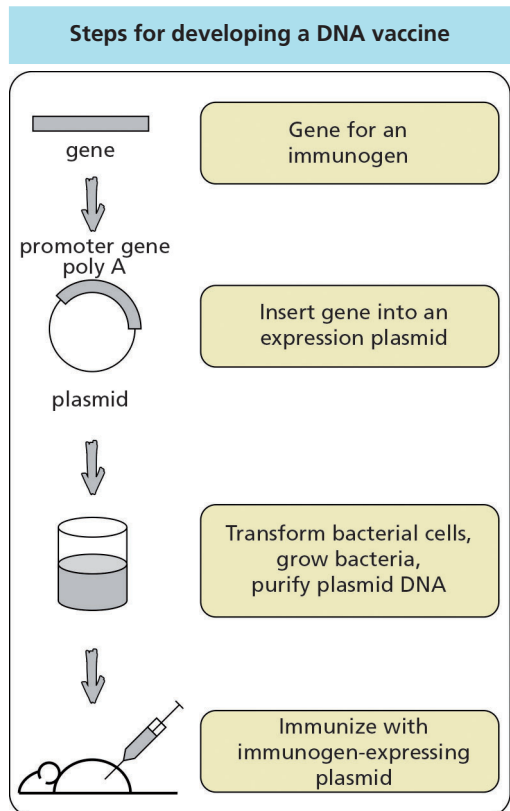 Steps for developing a DNA vaccine
gene
Gene for an
immunogen
promoter gene
poly A
plasmid
Insert gene into an
expression plasmid
Transform bacterial cells,
grow bacteria,
purify plasmid DNA
Immunize with
immunogen-expressing
plasmid